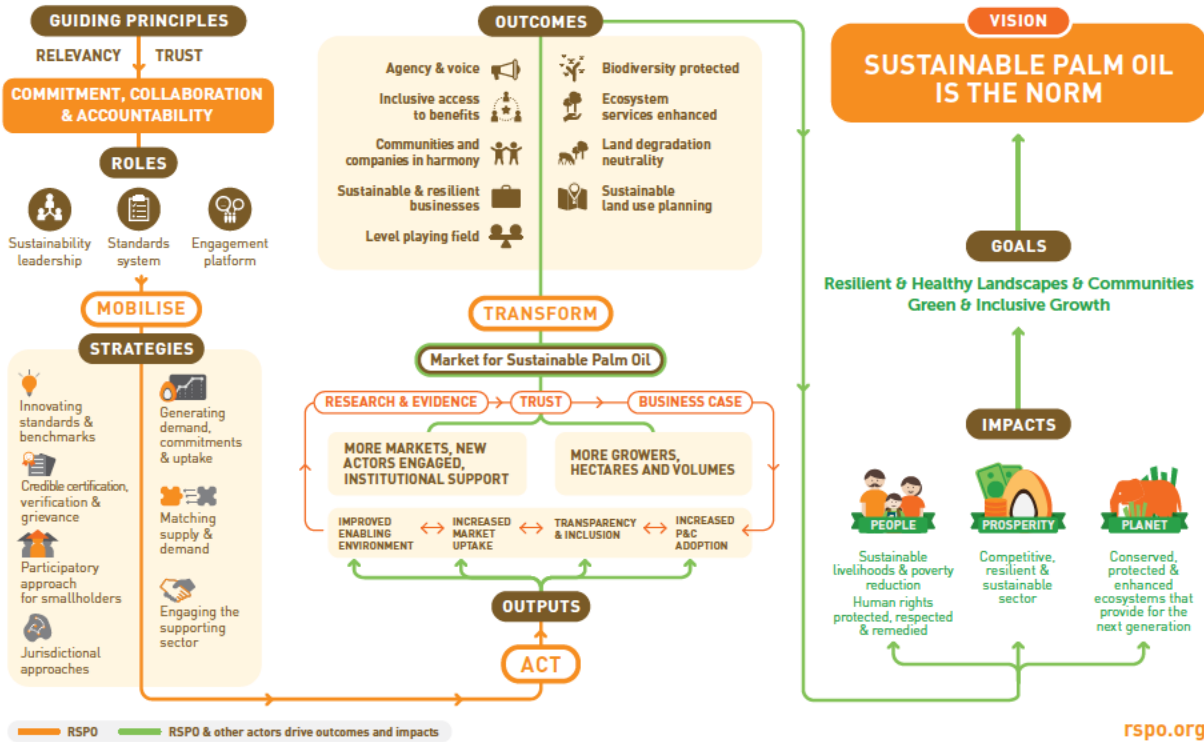 GUIDING PRINCIPLES
RELEVANCY
TRUST
COMMITMENT, COLLABORATION
& ACCOUNTABILITY
ROLES
Sustainability
leadership
Standards
system
Engagement
platform
MOBILISE
STRATEGIES
Innovating
standards &
benchmarks
Credible certification,
verification &
grievance
Participatory
approach
for smallholders
Jurisdictional
approaches
Generating
demand,
commitments
& uptake
Matching
supply &
demand
Engaging the
supporting
sector
OUTCOMES
Agency & voice
Inclusive access
to benefits
Communities and
companies in harmony
Sustainable & resilient
businesses
Level playing field
Biodiversity protected
Ecosystem
services enhanced
Land degradation
neutrality
Sustainable
land use planning
TRANSFORM
Market for Sustainable Palm Oil
RESEARCH & EVIDENCE
TRUST
BUSINESS CASE
MORE MARKETS, NEW
ACTORS ENGAGED,
INSTITUTIONAL SUPPORT
MORE GROWERS,
HECTARES AND VOLUMES
IMPROVED
ENABLING
ENVIRONMENT
INCREASED
MARKET
UPTAKE
TRANSPARENCY
& INCLUSION
INCREASED
P&C
ADOPTION
OUTPUTS
ACT
VISION
SUSTAINABLE PALM OIL
IS THE NORM
GOALS
Resilient & Healthy Landscapes & Communities
Green & Inclusive Growth
IMPACTS
PEOPLE
Sustainable
livelihoods & poverty
reduction
Human rights
protected, respected
& remedied
PROSPERITY
Competitive,
resilient &
sustainable
sector
PLANET
Conserved,
protected &
enhanced
ecosystems that
provide for the
next generation
RSPO
RSPO & other actors drive outcomes and impacts
rspo.org